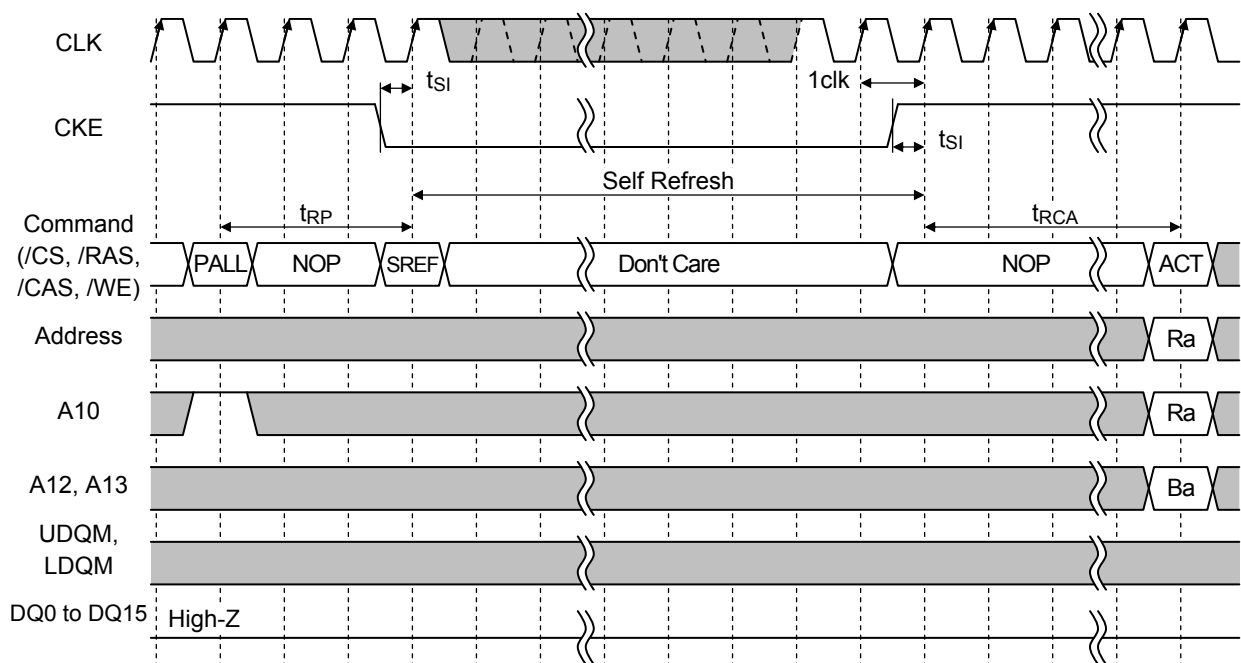 CLK
tSI
1clk
CKE
tSI
Self Refresh
tRP
tRCA
Command
(/CS, /RAS,
/CAS, /WE)
PALL
NOP
SREF
Don't Care
NOP
ACT
Address
Ra
A10
Ra
A12, A13
Ba
UDQM,
LDQM
DQ0 to DQ15
High-Z